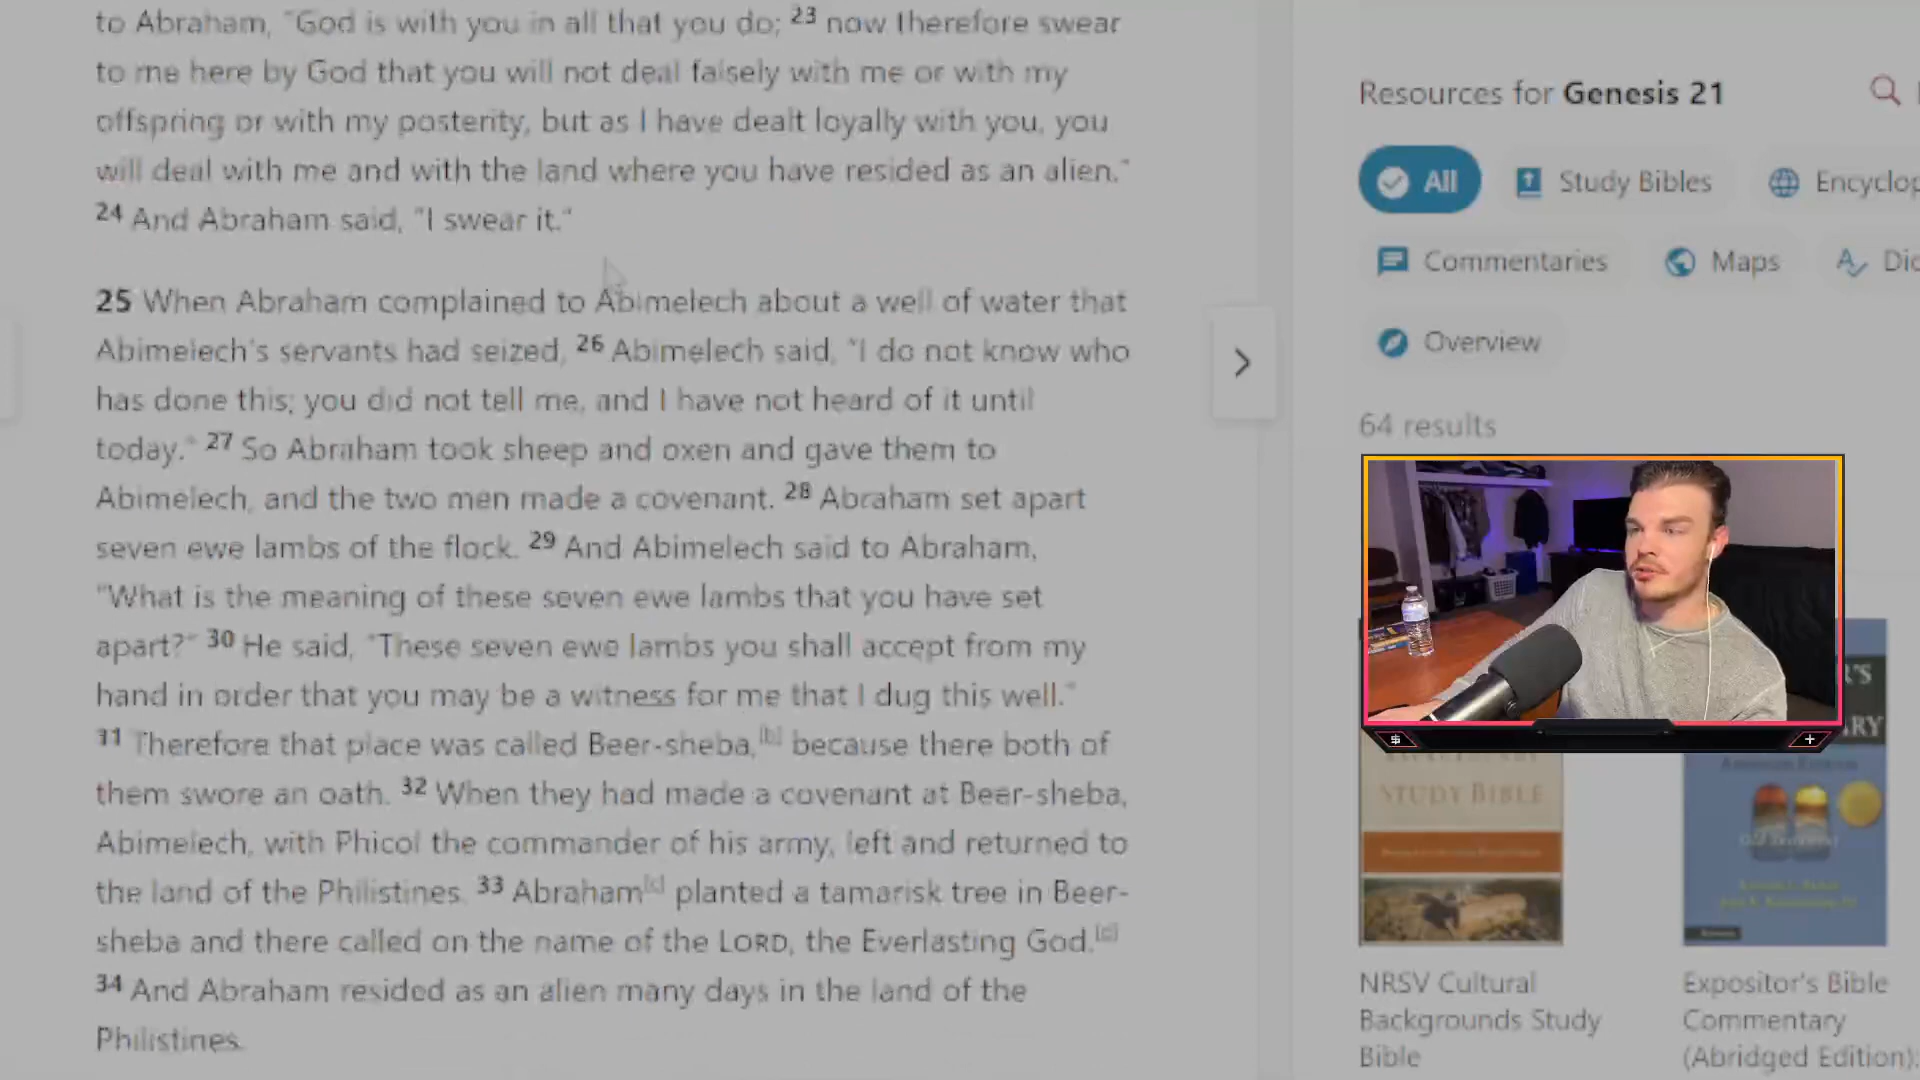 to Abraham, "God is with you in all that you do; 23 now therefore swear
to me here by God that you will not deal falsely with me or with my
offspring or with my posterity, but as I have dealt loyally with you, you
will deal with me and with the land where you have resided as an alien."
24 And Abraham said, "I swear it."
25 When Abraham complained to Abimelech about a well of water that
Abimelech's servants had seized, 26 Abimelech said, "I do not know who
has done this; you did not tell me, and I have not heard of it until
today." 27 So Abraham took sheep and oxen and gave them to
Abimelech, and the two men made a covenant. 28 Abraham set apart
seven ewe lambs of the flock. 29 And Abimelech said to Abraham,
"What is the meaning of these seven ewe lambs that you have set
apart?" 30 He said, "These seven ewe lambs you shall accept from my
hand in order that you may be a witness for me that I dug this well."
31 Therefore that place was called Beer-sheba,[b] because there both of
them swore an oath. 32 When they had made a covenant at Beer-sheba,
Abimelech, with Phicol the commander of his army, left and returned to
the land of the Philistines. 33 Abraham[c] planted a tamarisk tree in Beer-
sheba and there called on the name of the LORD, the Everlasting God.
34 And Abraham resided as an alien many days in the land of the
Philistines.
Resources for Genesis 21
All
Study Bibles
Encyclop
Commentaries
Maps
Dic
Overview
64 results
$
+
'S
RY
STUDY BIBLE
Old Testament
NRSV Cultural
Backgrounds Study
Bible
Expositor's Bible
Commentary
(Abridged Edition):